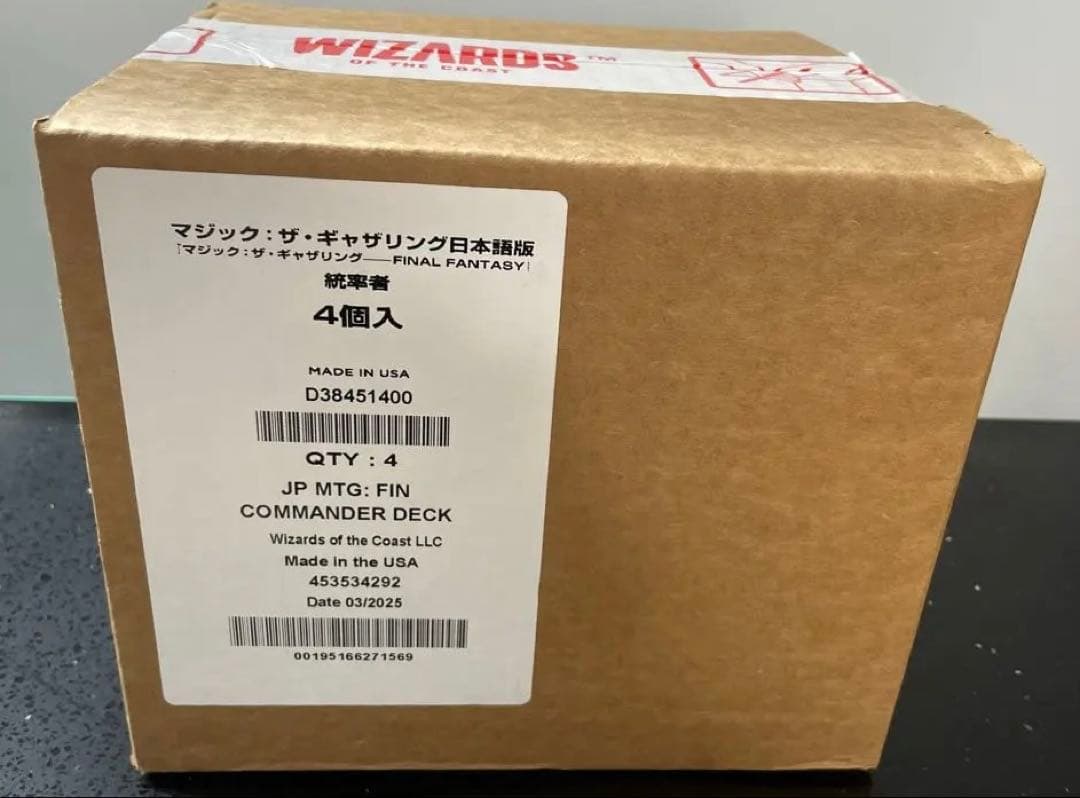 WIZARDS™
OF THE COAST
マジック：ザ・ギャザリング日本語版
『マジック：ザ・ギャザリング——FINAL FANTASY』
統率者
4個入
MADE IN USA
D38451400
QTY : 4
JP MTG: FIN
COMMANDER DECK
Wizards of the Coast LLC
Made in the USA
453534292
Date 03/2025
00195166271569